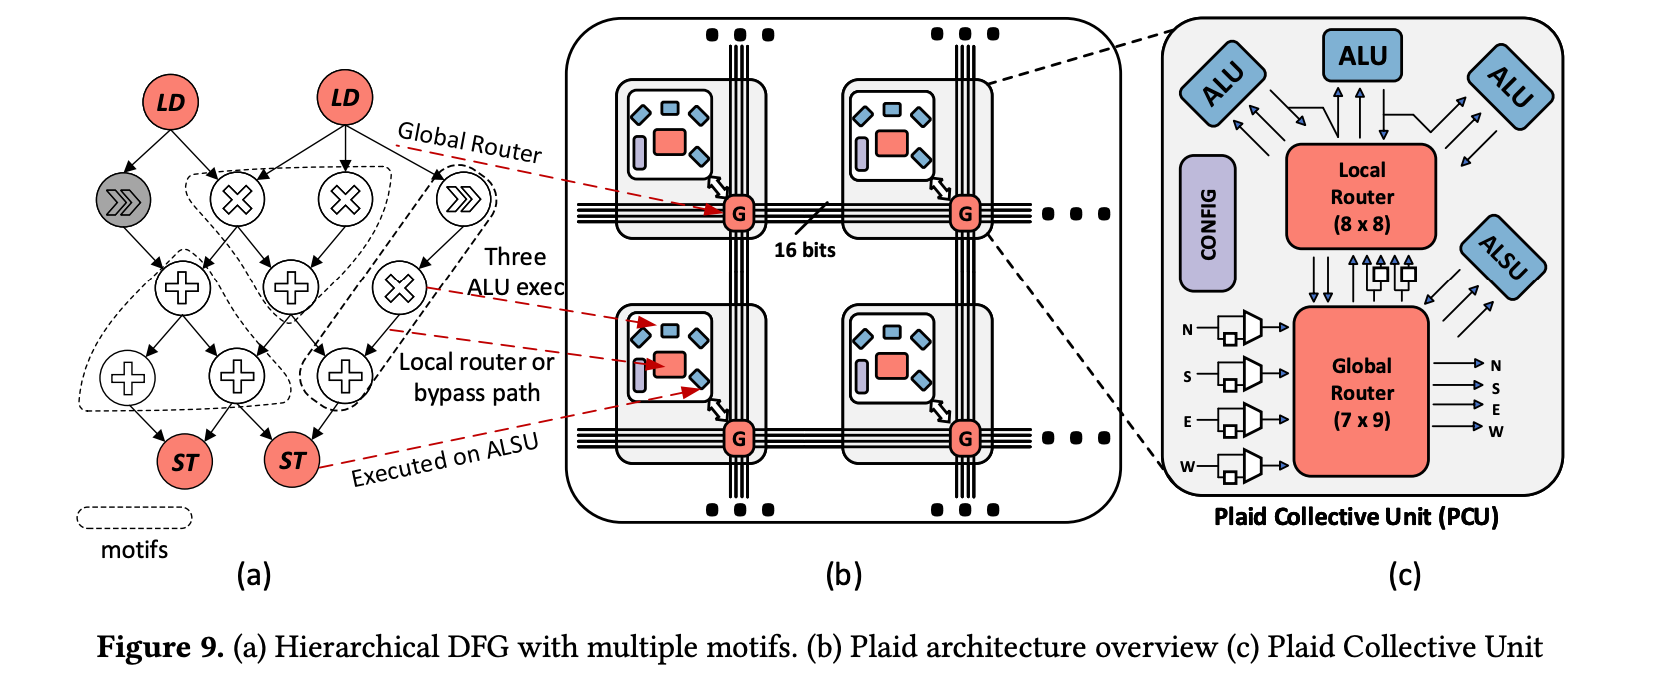 LD
LD
Global Router
Three
ALU exec
Local router or
bypass path
ST
ST
Executed on ALSU
motifs
(a)
G
G
16 bits
G
G
(b)
ALU
ALU
ALU
CONFIG
Local
Router
(8 x 8)
ALSU
N
S
E
W
Global
Router
(7 x 9)
N
S
E
W
Plaid Collective Unit (PCU)
(c)
Figure 9. (a) Hierarchical DFG with multiple motifs. (b) Plaid architecture overview (c) Plaid Collective Unit